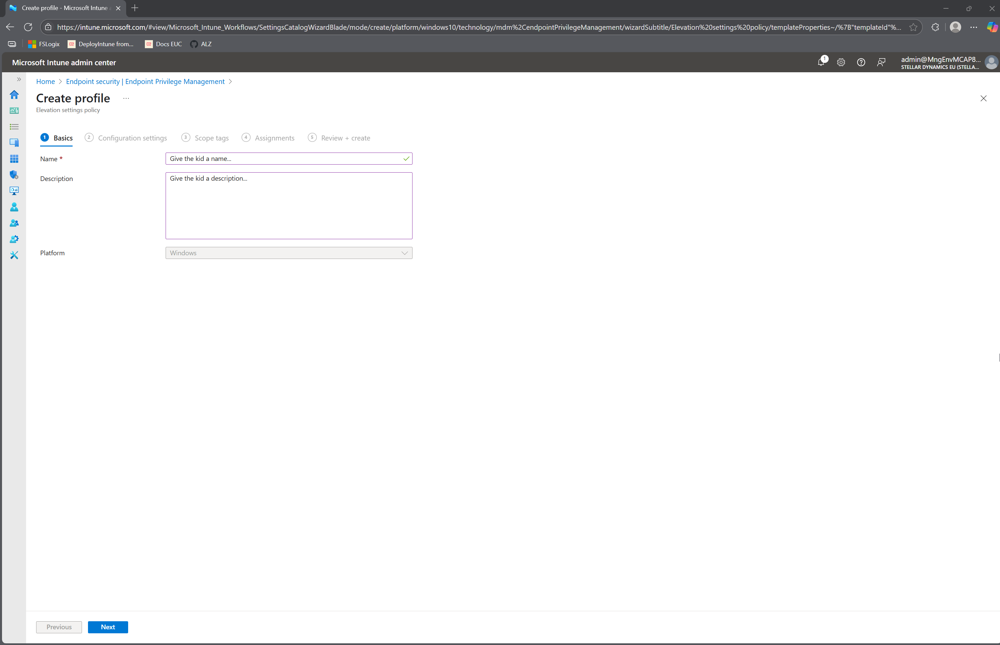 Create profile - Microsoft Intune a
https://intune.microsoft.com/#view/Microsoft_Intune_Workflows/SettingsCatalogWizardBlade/mode/create/platform/windows10/technology/mdm%2CendpointPrivilegeManagement/wizardSubtitle/Elevation%20settings%20policy/templateProperties~/%7B"templateId"%...
FSLogix
DeployIntune from...
Docs EUC
ALZ
Microsoft Intune admin center
1
admin@MngEnvMCAP8...
STELLAR DYNAMICS EU (STELLA...
Home > Endpoint security | Endpoint Privilege Management >
Create profile ...
Elevation settings policy
1 Basics
2 Configuration settings
3 Scope tags
4 Assignments
5 Review + create
Name *
Give the kid a name...
Description
Give the kid a description...
Platform
Windows
Previous
Next